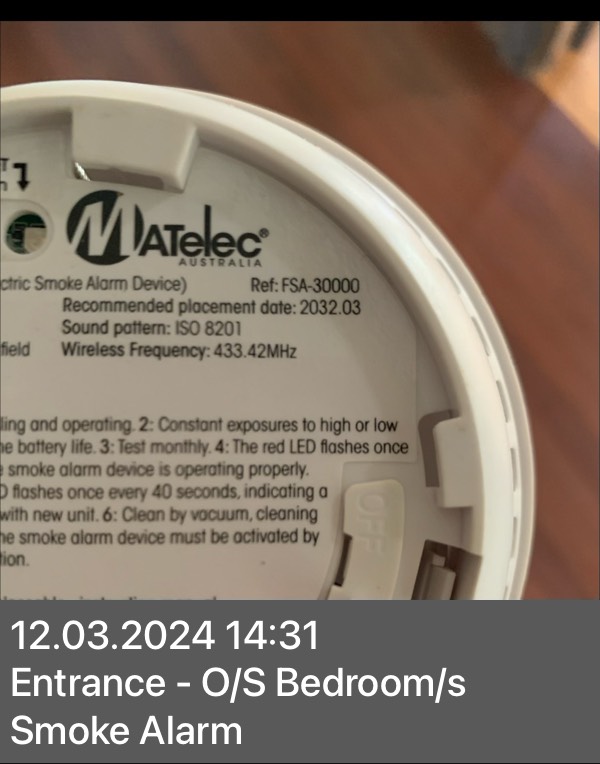 MATelec®
AUSTRALIA
ctric Smoke Alarm Device) Ref: FSA-30000
Recommended placement date: 2032.03
Sound pattern: ISO 8201
field Wireless Frequency: 433.42MHz
ling and operating. 2: Constant exposures to high or low
he battery life. 3: Test monthly. 4: The red LED flashes once
smoke alarm device is operating properly.
D flashes once every 40 seconds, indicating a
with new unit. 6: Clean by vacuum, cleaning
he smoke alarm device must be activated by
tion.
OFF
12.03.2024 14:31
Entrance - O/S Bedroom/s
Smoke Alarm